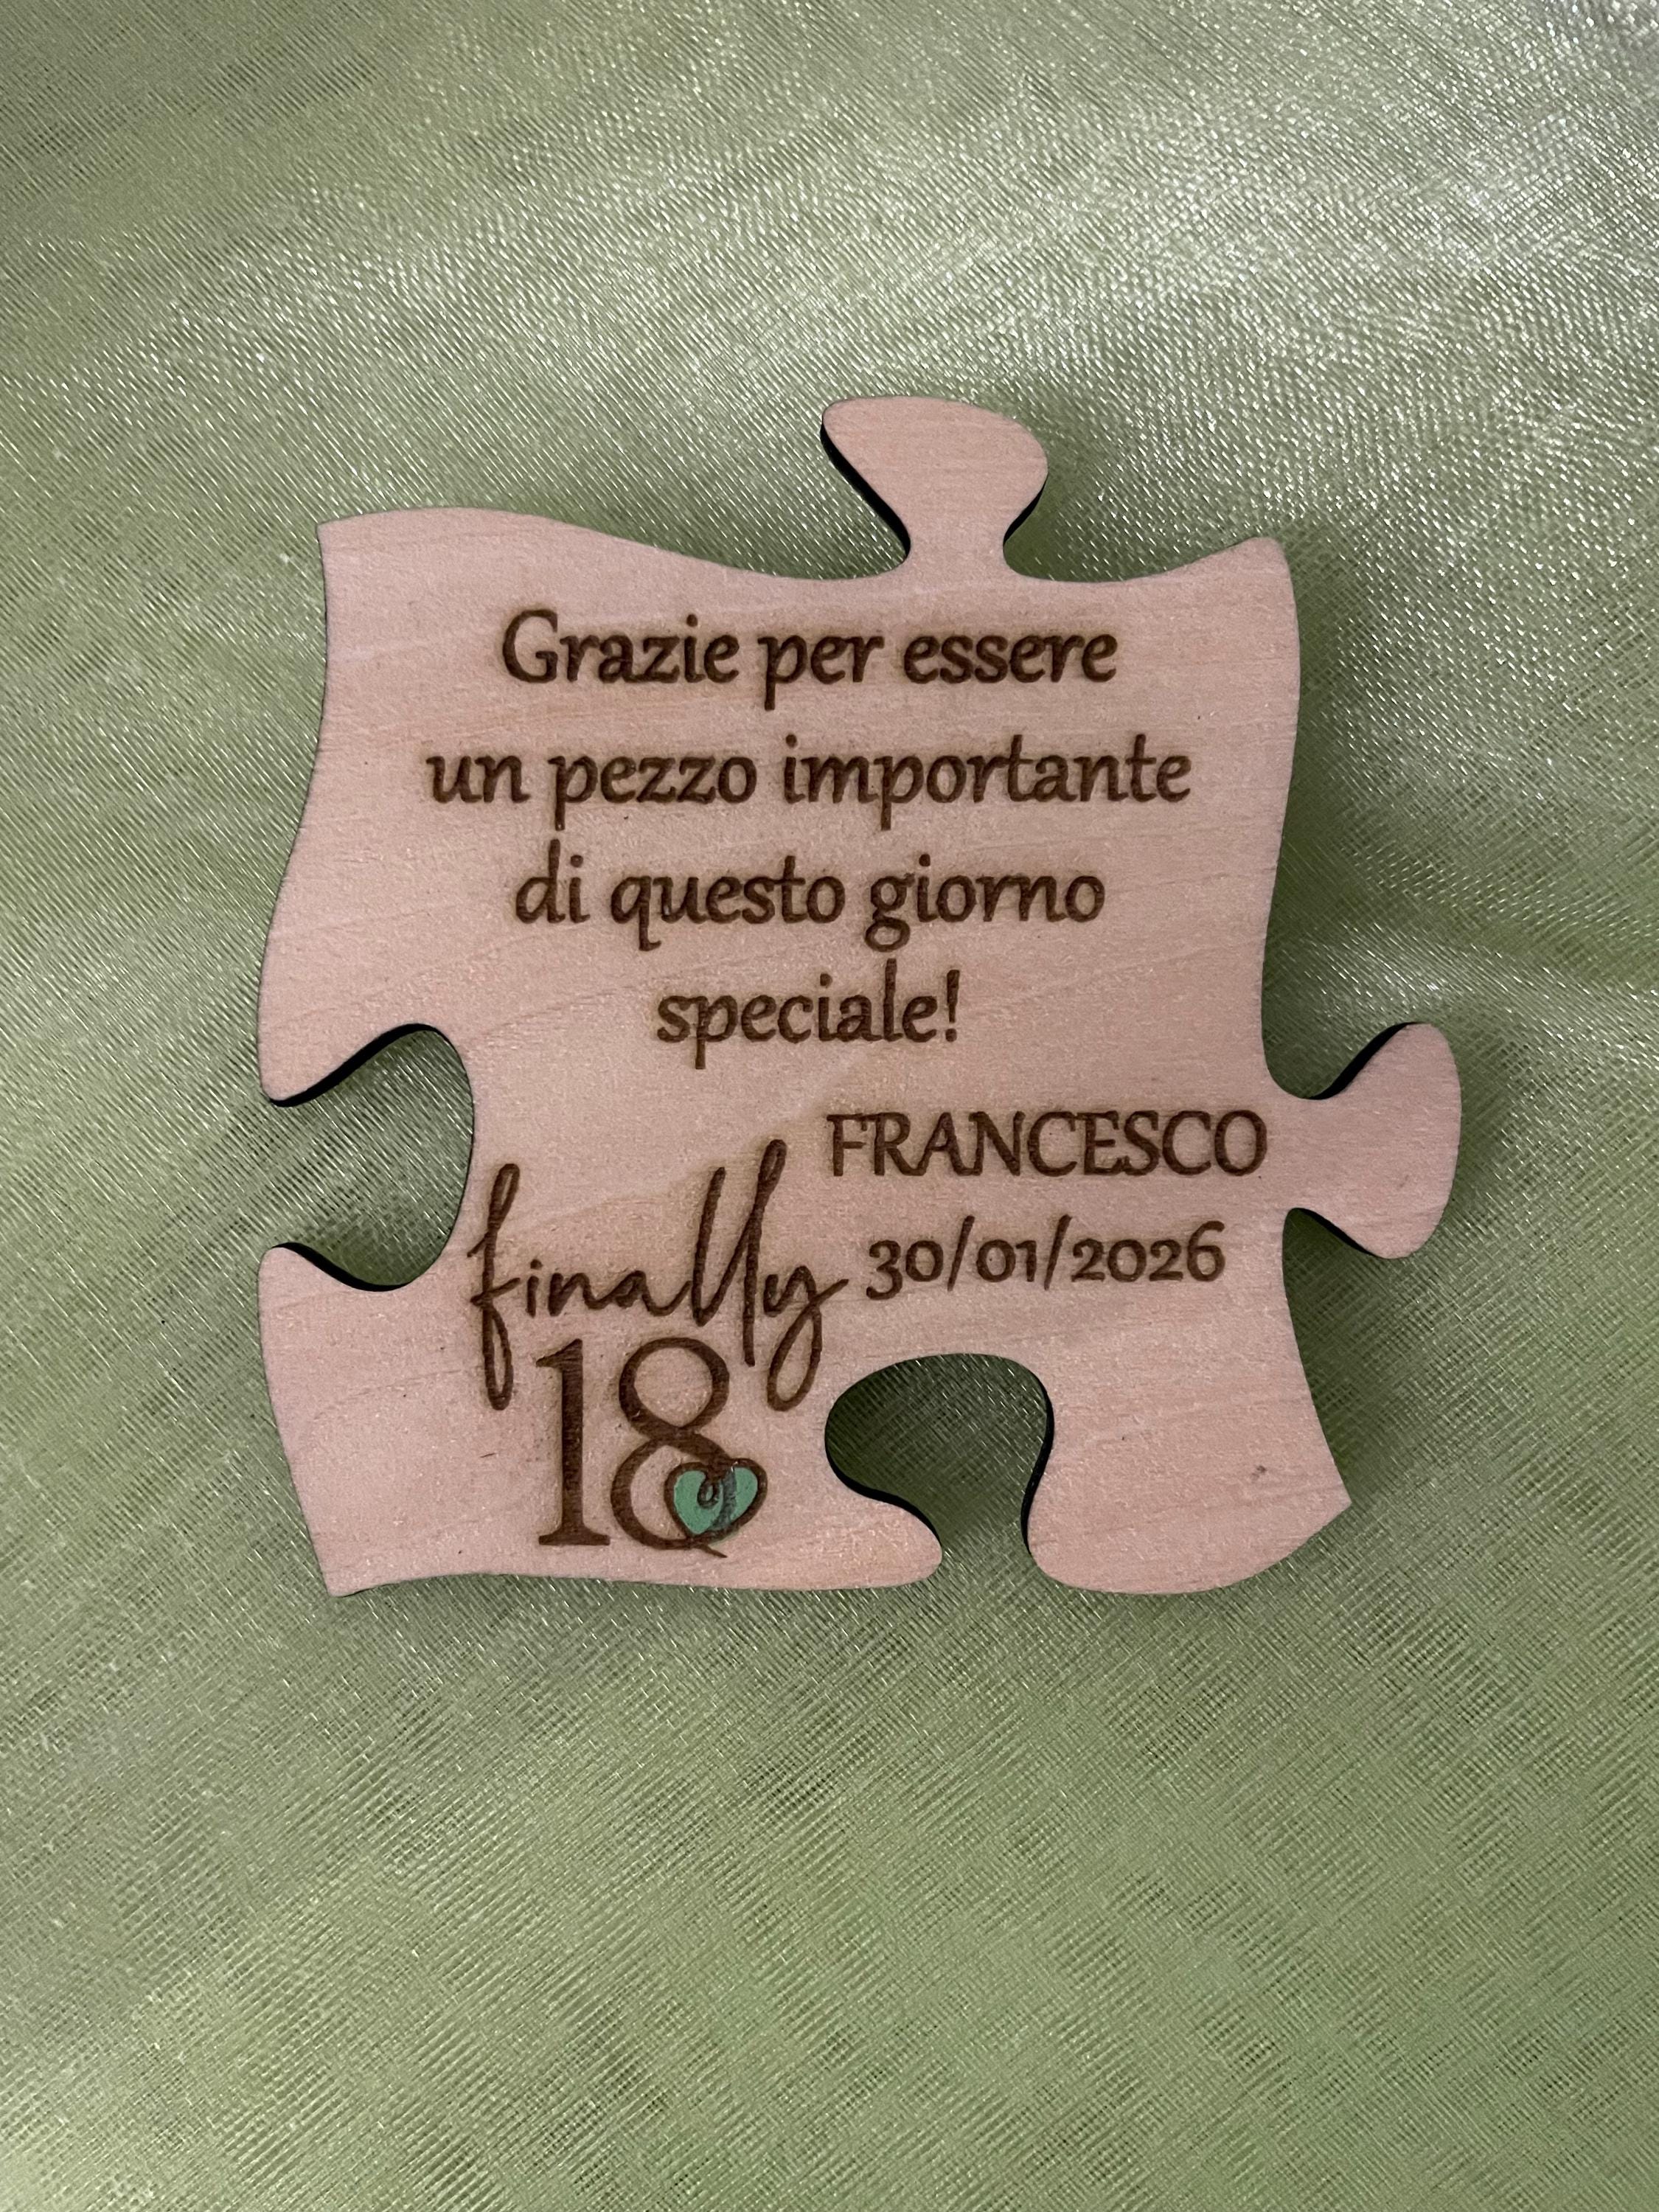 Grazie per essere
un pezzo importante
di questo giorno
speciale!
FRANCESCO
30/01/2026
finally
18